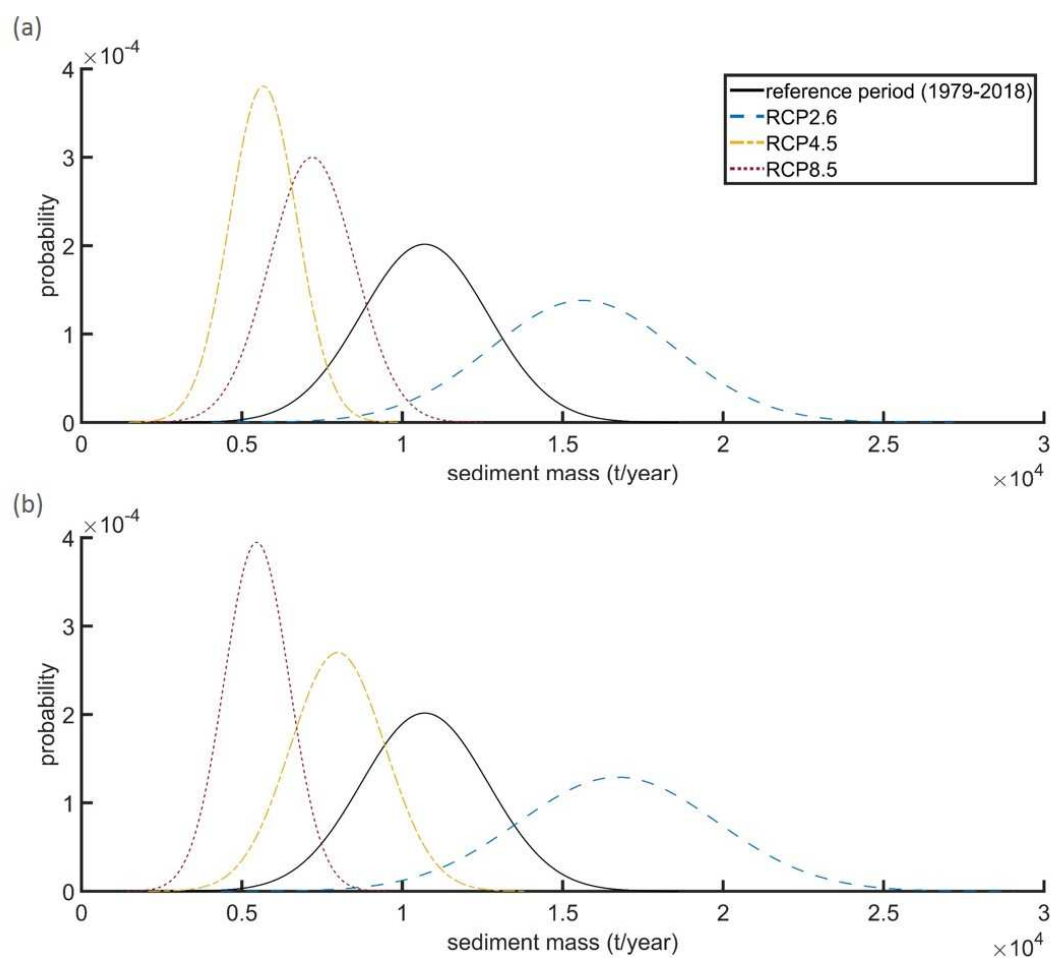 (a)
×10⁻⁴
4
3
2
1
0
probability
reference period (1979-2018)
RCP2.6
RCP4.5
RCP8.5
0 0.5 1 1.5 2 2.5 3
sediment mass (t/year)
×10⁴
(b)
×10⁻⁴
4
3
2
1
0
probability
0 0.5 1 1.5 2 2.5 3
sediment mass (t/year)
×10⁴